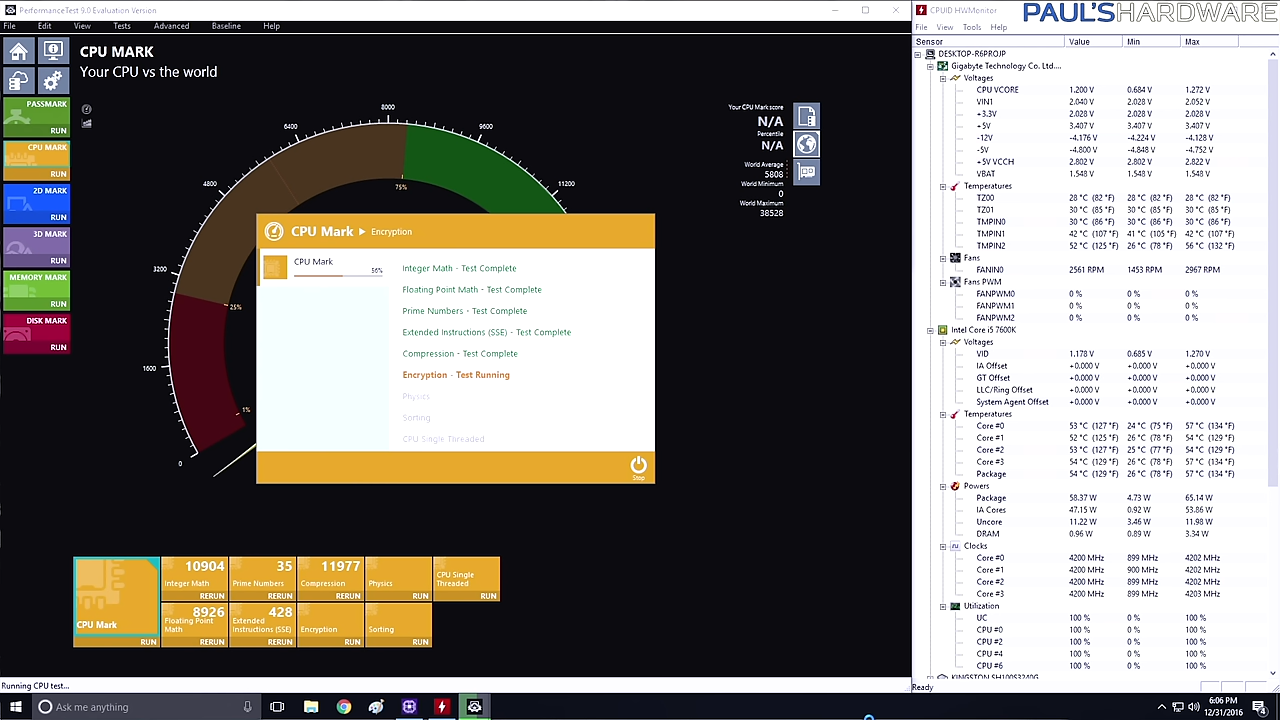 PerformanceTest 9.0 Evaluation Version
File Edit View Tests Advanced Baseline Help
CPU MARK
Your CPU vs the world
PASSMARK
RUN
CPU MARK
RUN
2D MARK
RUN
3D MARK
RUN
MEMORY MARK
RUN
DISK MARK
RUN
0
1600
3200
4800
6400
8000
9600
11200
1%
25%
75%
Your CPU Mark score
N/A
Percentile
N/A
World Average
5808
World Minimum
0
World Maximum
38528
CPU Mark ► Encryption
CPU Mark
56%
Integer Math - Test Complete
Floating Point Math - Test Complete
Prime Numbers - Test Complete
Extended Instructions (SSE) - Test Complete
Compression - Test Complete
Encryption - Test Running
Physics
Sorting
CPU Single Threaded
Stop
CPU Mark
RUN
10904
Integer Math
RERUN
35
Prime Numbers
RERUN
11977
Compression
RERUN
Physics
RUN
CPU Single
Threaded
RUN
8926
Floating Point
Math
RERUN
428
Extended
Instructions (SSE)
RERUN
Encryption
RUN
Sorting
RUN
Running CPU test...
CPUID HWMonitor
PAUL'SHARDWARE
File View Tools Help
Sensor Value Min Max
DESKTOP-R6PROJP
Gigabyte Technology Co. Ltd....
Voltages
CPU VCORE 1.200 V 0.684 V 1.272 V
VIN1 2.040 V 2.028 V 2.052 V
+3.3V 2.028 V 2.028 V 2.028 V
+5V 3.407 V 3.407 V 3.407 V
-12V -4.176 V -4.224 V -4.128 V
-5V -4.800 V -4.848 V -4.752 V
+5V VCCH 2.802 V 2.802 V 2.822 V
VBAT 1.548 V 1.548 V 1.548 V
Temperatures
TZ00 28 °C (82 °F) 28 °C (82 °F) 28 °C (82 °F)
TZ01 30 °C (85 °F) 30 °C (85 °F) 30 °C (85 °F)
TMPIN0 30 °C (86 °F) 30 °C (86 °F) 30 °C (86 °F)
TMPIN1 42 °C (107 °F) 41 °C (105 °F) 42 °C (107 °F)
TMPIN2 52 °C (125 °F) 26 °C (78 °F) 56 °C (132 °F)
Fans
FANIN0 2561 RPM 1453 RPM 2967 RPM
Fans PWM
FANPWM0 0 % 0 % 0 %
FANPWM1 0 % 0 % 0 %
FANPWM2 0 % 0 % 0 %
Intel Core i5 7600K
Voltages
VID 1.178 V 0.685 V 1.270 V
IA Offset +0.000 V +0.000 V +0.000 V
GT Offset +0.000 V +0.000 V +0.000 V
LLC/Ring Offset +0.000 V +0.000 V +0.000 V
System Agent Offset +0.000 V +0.000 V +0.000 V
Temperatures
Core #0 53 °C (127 °F) 24 °C (75 °F) 57 °C (134 °F)
Core #1 52 °C (125 °F) 26 °C (78 °F) 54 °C (129 °F)
Core #2 53 °C (127 °F) 25 °C (77 °F) 54 °C (129 °F)
Core #3 54 °C (129 °F) 26 °C (78 °F) 57 °C (134 °F)
Package 54 °C (129 °F) 26 °C (78 °F) 57 °C (134 °F)
Powers
Package 58.37 W 4.73 W 65.14 W
IA Cores 47.15 W 0.92 W 53.86 W
Uncore 11.22 W 3.46 W 11.98 W
DRAM 0.96 W 0.89 W 3.34 W
Clocks
Core #0 4200 MHz 899 MHz 4202 MHz
Core #1 4200 MHz 900 MHz 4202 MHz
Core #2 4200 MHz 899 MHz 4202 MHz
Core #3 4200 MHz 899 MHz 4203 MHz
Utilization
UC 100 % 0 % 100 %
CPU #0 100 % 0 % 100 %
CPU #2 100 % 0 % 100 %
CPU #4 100 % 0 % 100 %
CPU #6 100 % 0 % 100 %
KINGSTON SH100S3240G
Ready
Ask me anything
6:06 PM
12/31/2016